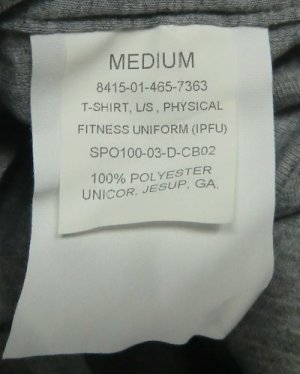 MEDIUM
8415-01-465-7363
T-SHIRT, L/S , PHYSICAL
FITNESS UNIFORM (IPFU)
SPO100-03-D-CB02
100% POLYESTER
UNICOR, JESUP, GA,